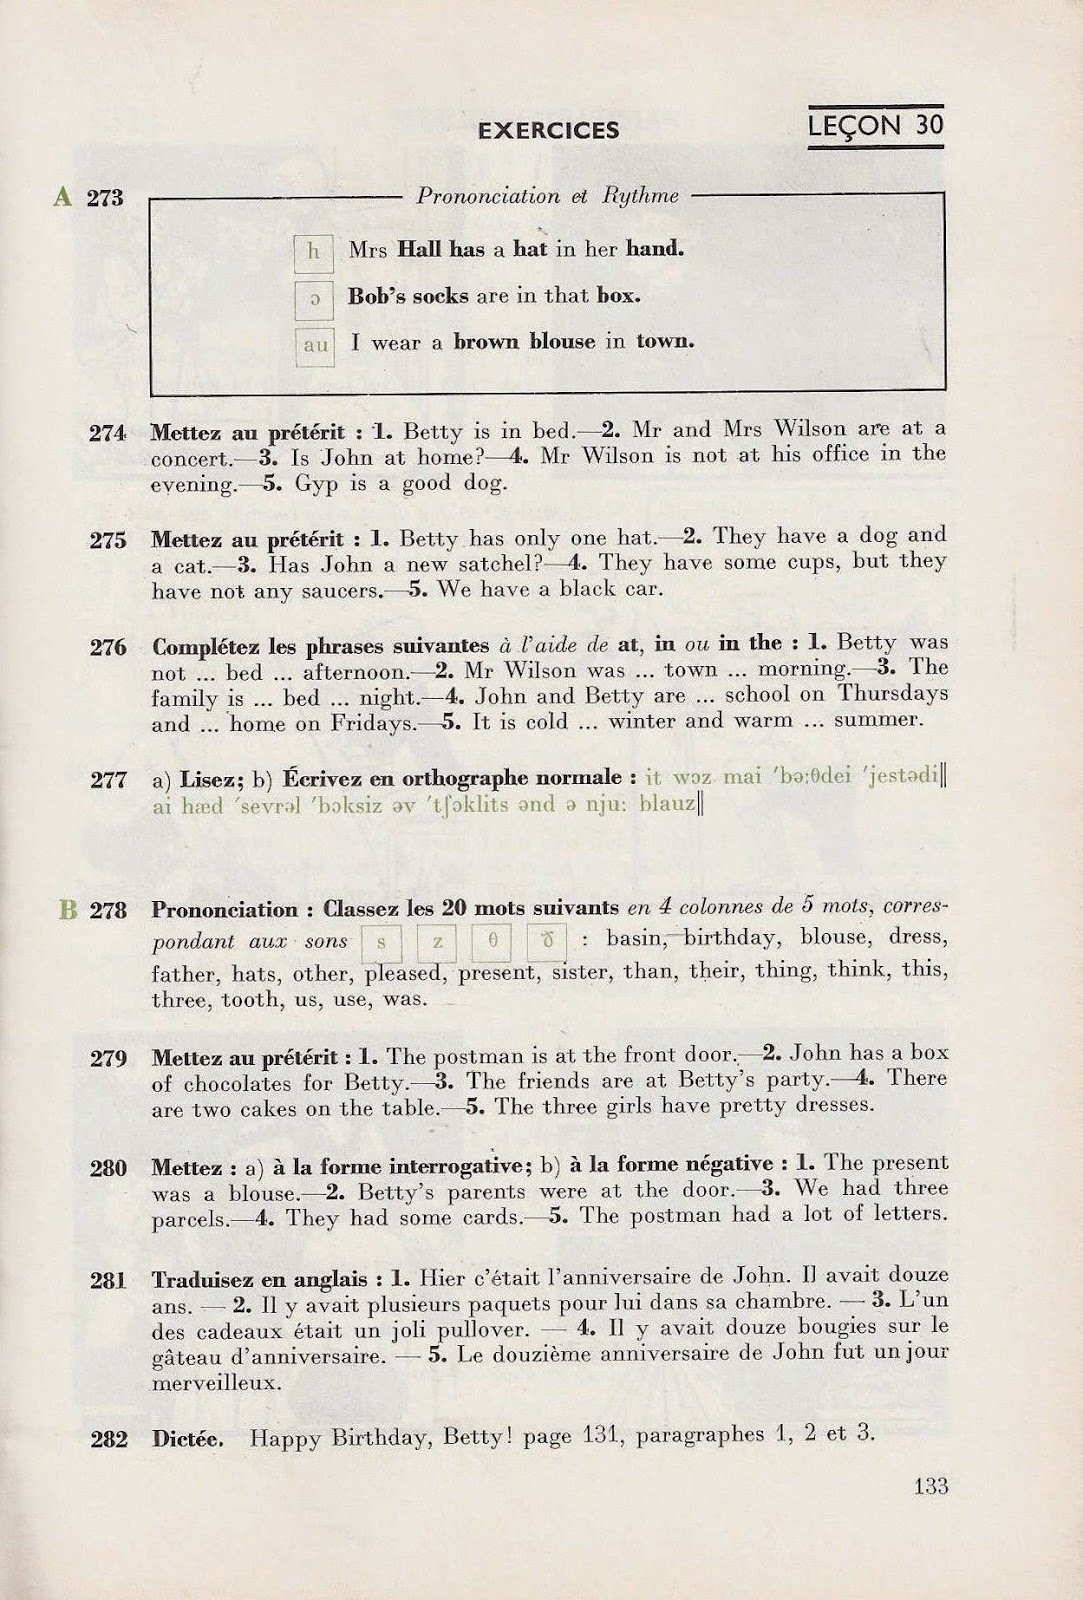 EXERCICES
LEÇON 30
A 273 Prononciation et Rythme
h Mrs Hall has a hat in her hand.
ɔ Bob's socks are in that box.
au I wear a brown blouse in town.
274 Mettez au prétérit : 1. Betty is in bed.—2. Mr and Mrs Wilson are at a
concert.—3. Is John at home?—4. Mr Wilson is not at his office in the
evening.—5. Gyp is a good dog.
275 Mettez au prétérit : 1. Betty has only one hat.—2. They have a dog and
a cat.—3. Has John a new satchel?—4. They have some cups, but they
have not any saucers.—5. We have a black car.
276 Complétez les phrases suivantes à l'aide de at, in ou in the : 1. Betty was
not ... bed ... afternoon.—2. Mr Wilson was ... town ... morning.—3. The
family is ... bed ... night.—4. John and Betty are ... school on Thursdays
and ... home on Fridays.—5. It is cold ... winter and warm ... summer.
277 a) Lisez; b) Écrivez en orthographe normale : it wɔz mai 'bə:θdei 'jestədi‖
ai hæd 'sevrəl 'bɔksiz əv 'tʃɔklits ənd ə nju: blauz‖
B 278 Prononciation : Classez les 20 mots suivants en 4 colonnes de 5 mots, corres-
pondant aux sons s z θ ð : basin, birthday, blouse, dress,
father, hats, other, pleased, present, sister, than, their, thing, think, this,
three, tooth, us, use, was.
279 Mettez au prétérit : 1. The postman is at the front door.—2. John has a box
of chocolates for Betty.—3. The friends are at Betty's party.—4. There
are two cakes on the table.—5. The three girls have pretty dresses.
280 Mettez : a) à la forme interrogative; b) à la forme négative : 1. The present
was a blouse.—2. Betty's parents were at the door.—3. We had three
parcels.—4. They had some cards.—5. The postman had a lot of letters.
281 Traduisez en anglais : 1. Hier c'était l'anniversaire de John. Il avait douze
ans. — 2. Il y avait plusieurs paquets pour lui dans sa chambre. — 3. L'un
des cadeaux était un joli pullover. — 4. Il y avait douze bougies sur le
gâteau d'anniversaire. — 5. Le douzième anniversaire de John fut un jour
merveilleux.
282 Dictée. Happy Birthday, Betty! page 131, paragraphes 1, 2 et 3.
133